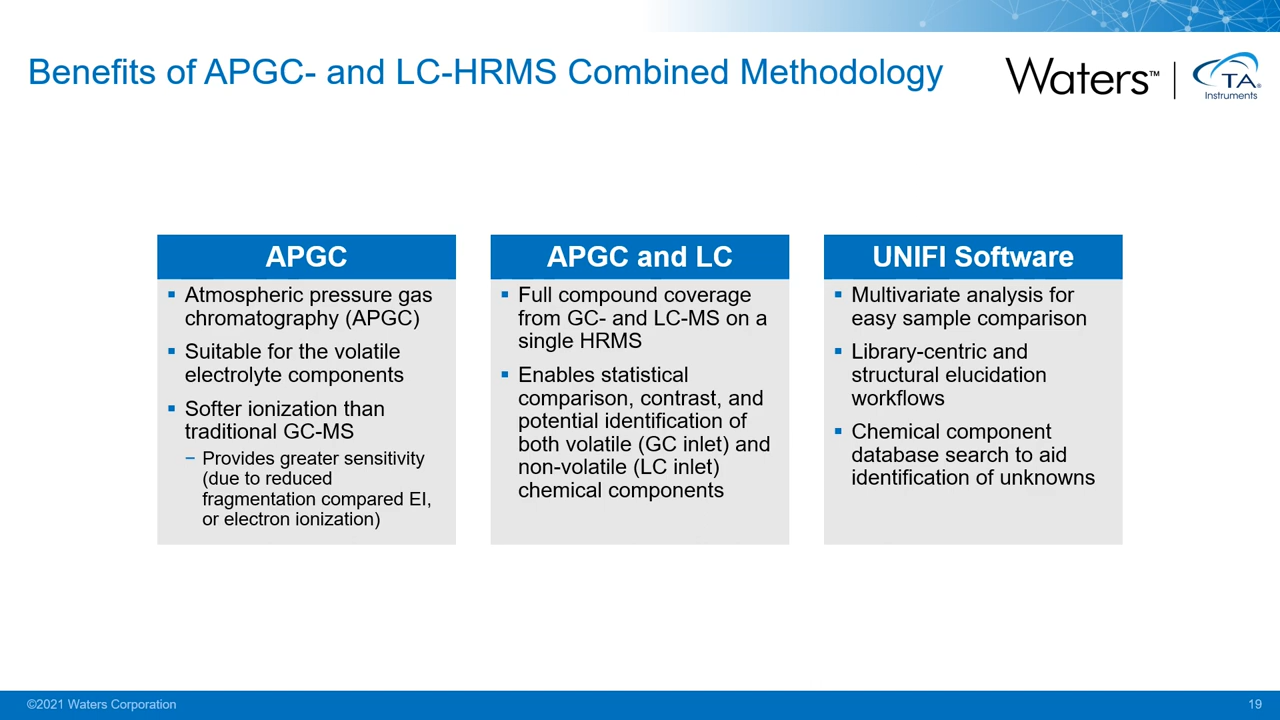 Benefits of APGC- and LC-HRMS Combined Methodology
Waters™
TA®
Instruments
APGC
▪ Atmospheric pressure gas
chromatography (APGC)
▪ Suitable for the volatile
electrolyte components
▪ Softer ionization than
traditional GC-MS
− Provides greater sensitivity
(due to reduced
fragmentation compared EI,
or electron ionization)
APGC and LC
▪ Full compound coverage
from GC- and LC-MS on a
single HRMS
▪ Enables statistical
comparison, contrast, and
potential identification of
both volatile (GC inlet) and
non-volatile (LC inlet)
chemical components
UNIFI Software
▪ Multivariate analysis for
easy sample comparison
▪ Library-centric and
structural elucidation
workflows
▪ Chemical component
database search to aid
identification of unknowns
©2021 Waters Corporation
19